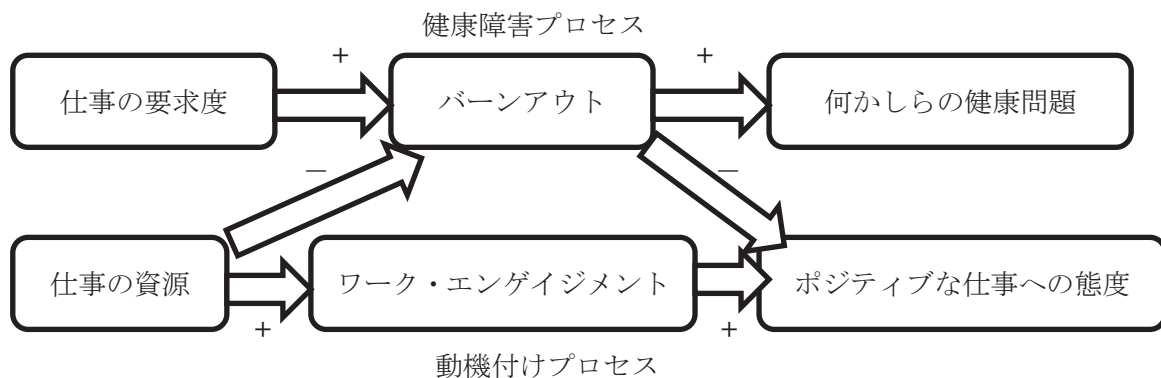 健康障害プロセス
+ +
仕事の要求度 バーンアウト 何かしらの健康問題
− −
仕事の資源 ワーク・エンゲイジメント ポジティブな仕事への態度
+ +
動機付けプロセス